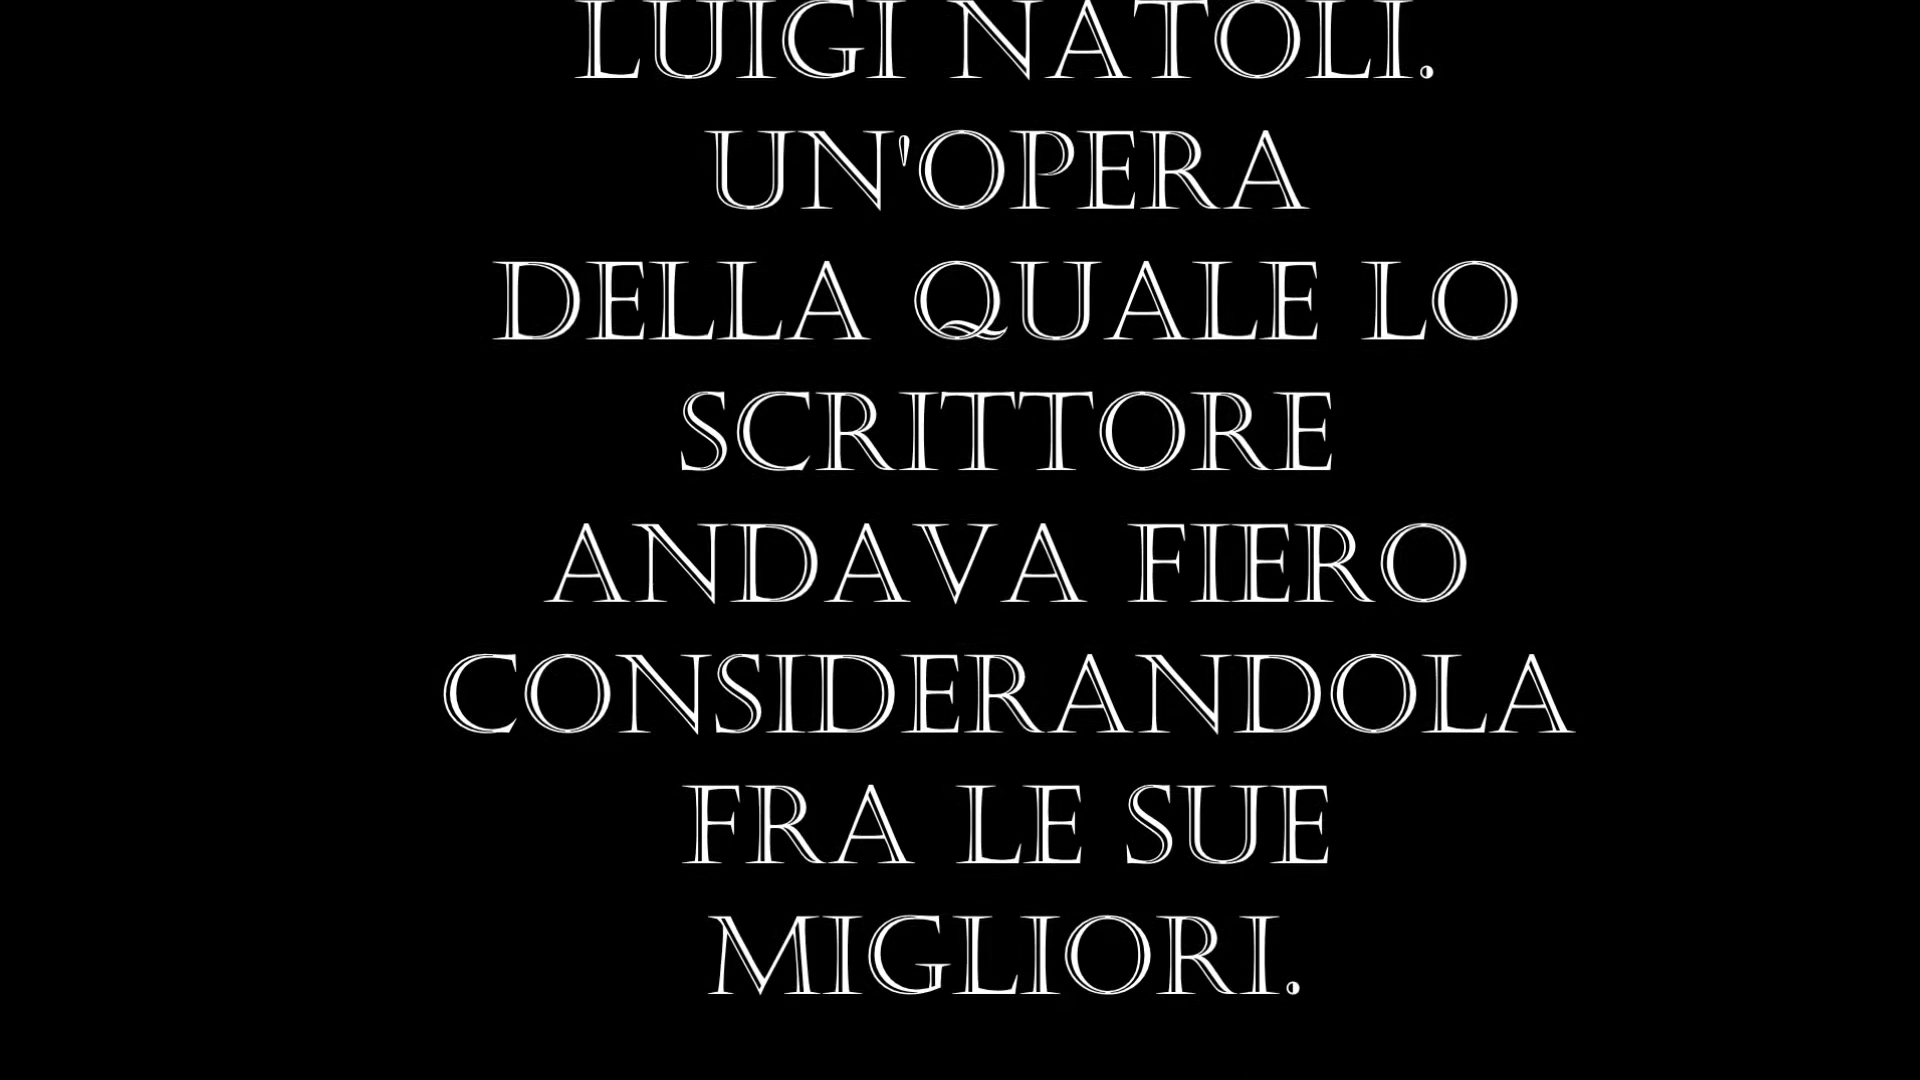 LUIGI NATOLI.
UN'OPERA
DELLA QUALE LO
SCRITTORE
ANDAVA FIERO
CONSIDERANDOLA
FRA LE SUE
MIGLIORI.